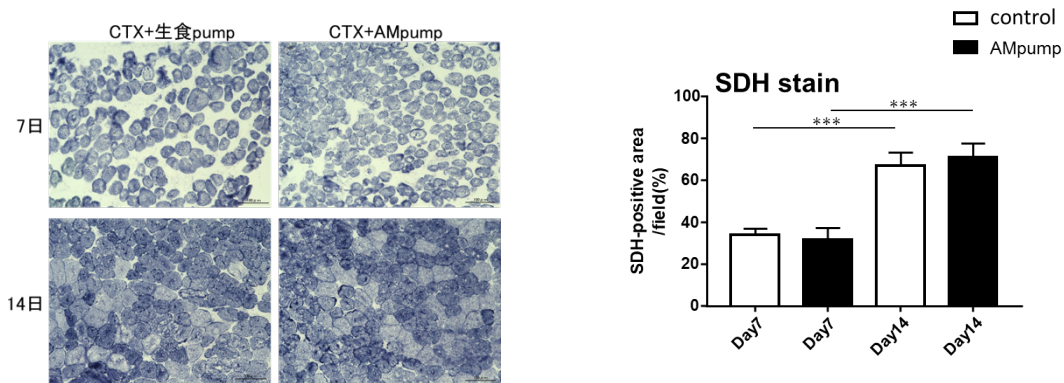 CTX+生食pump
CTX+AMpump
7日
14日
control
AMpump
SDH stain
***
***
SDH-positive area
/field(%)
100
80
60
40
20
0
Day7
Day7
Day14
Day14